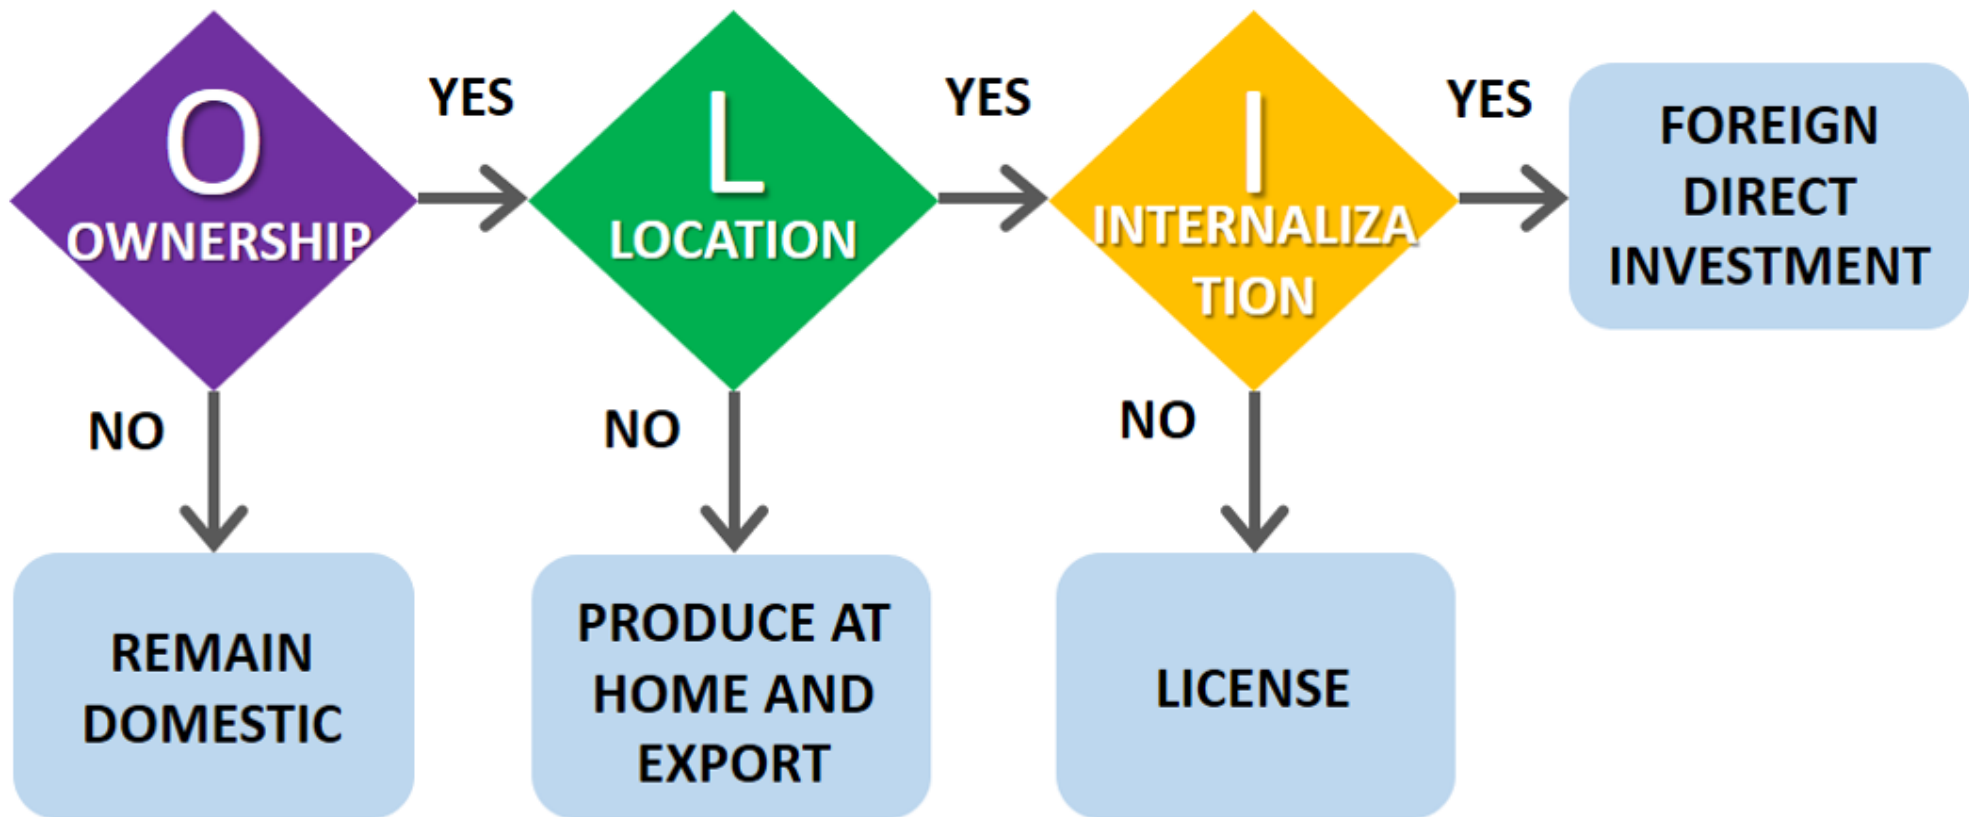 O
OWNERSHIP
YES
L
LOCATION
YES
I
INTERNALIZA
TION
YES
FOREIGN
DIRECT
INVESTMENT
NO
NO
NO
REMAIN
DOMESTIC
PRODUCE AT
HOME AND
EXPORT
LICENSE